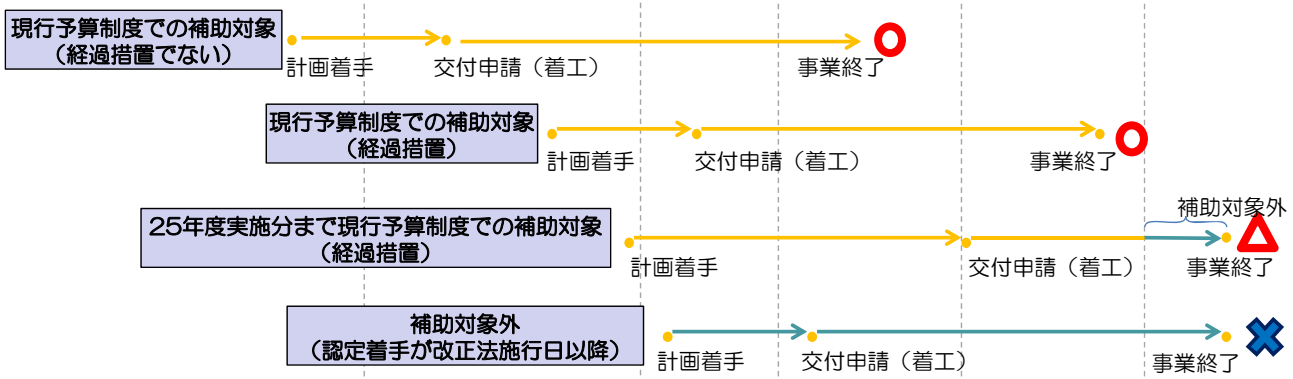 現行予算制度での補助対象
（経過措置でない）
計画着手
交付申請（着工）
事業終了
現行予算制度での補助対象
（経過措置）
計画着手
交付申請（着工）
事業終了
補助対象外
25年度実施分まで現行予算制度での補助対象
（経過措置）
計画着手
交付申請（着工）
事業終了
補助対象外
（認定着手が改正法施行日以降）
計画着手
交付申請（着工）
事業終了